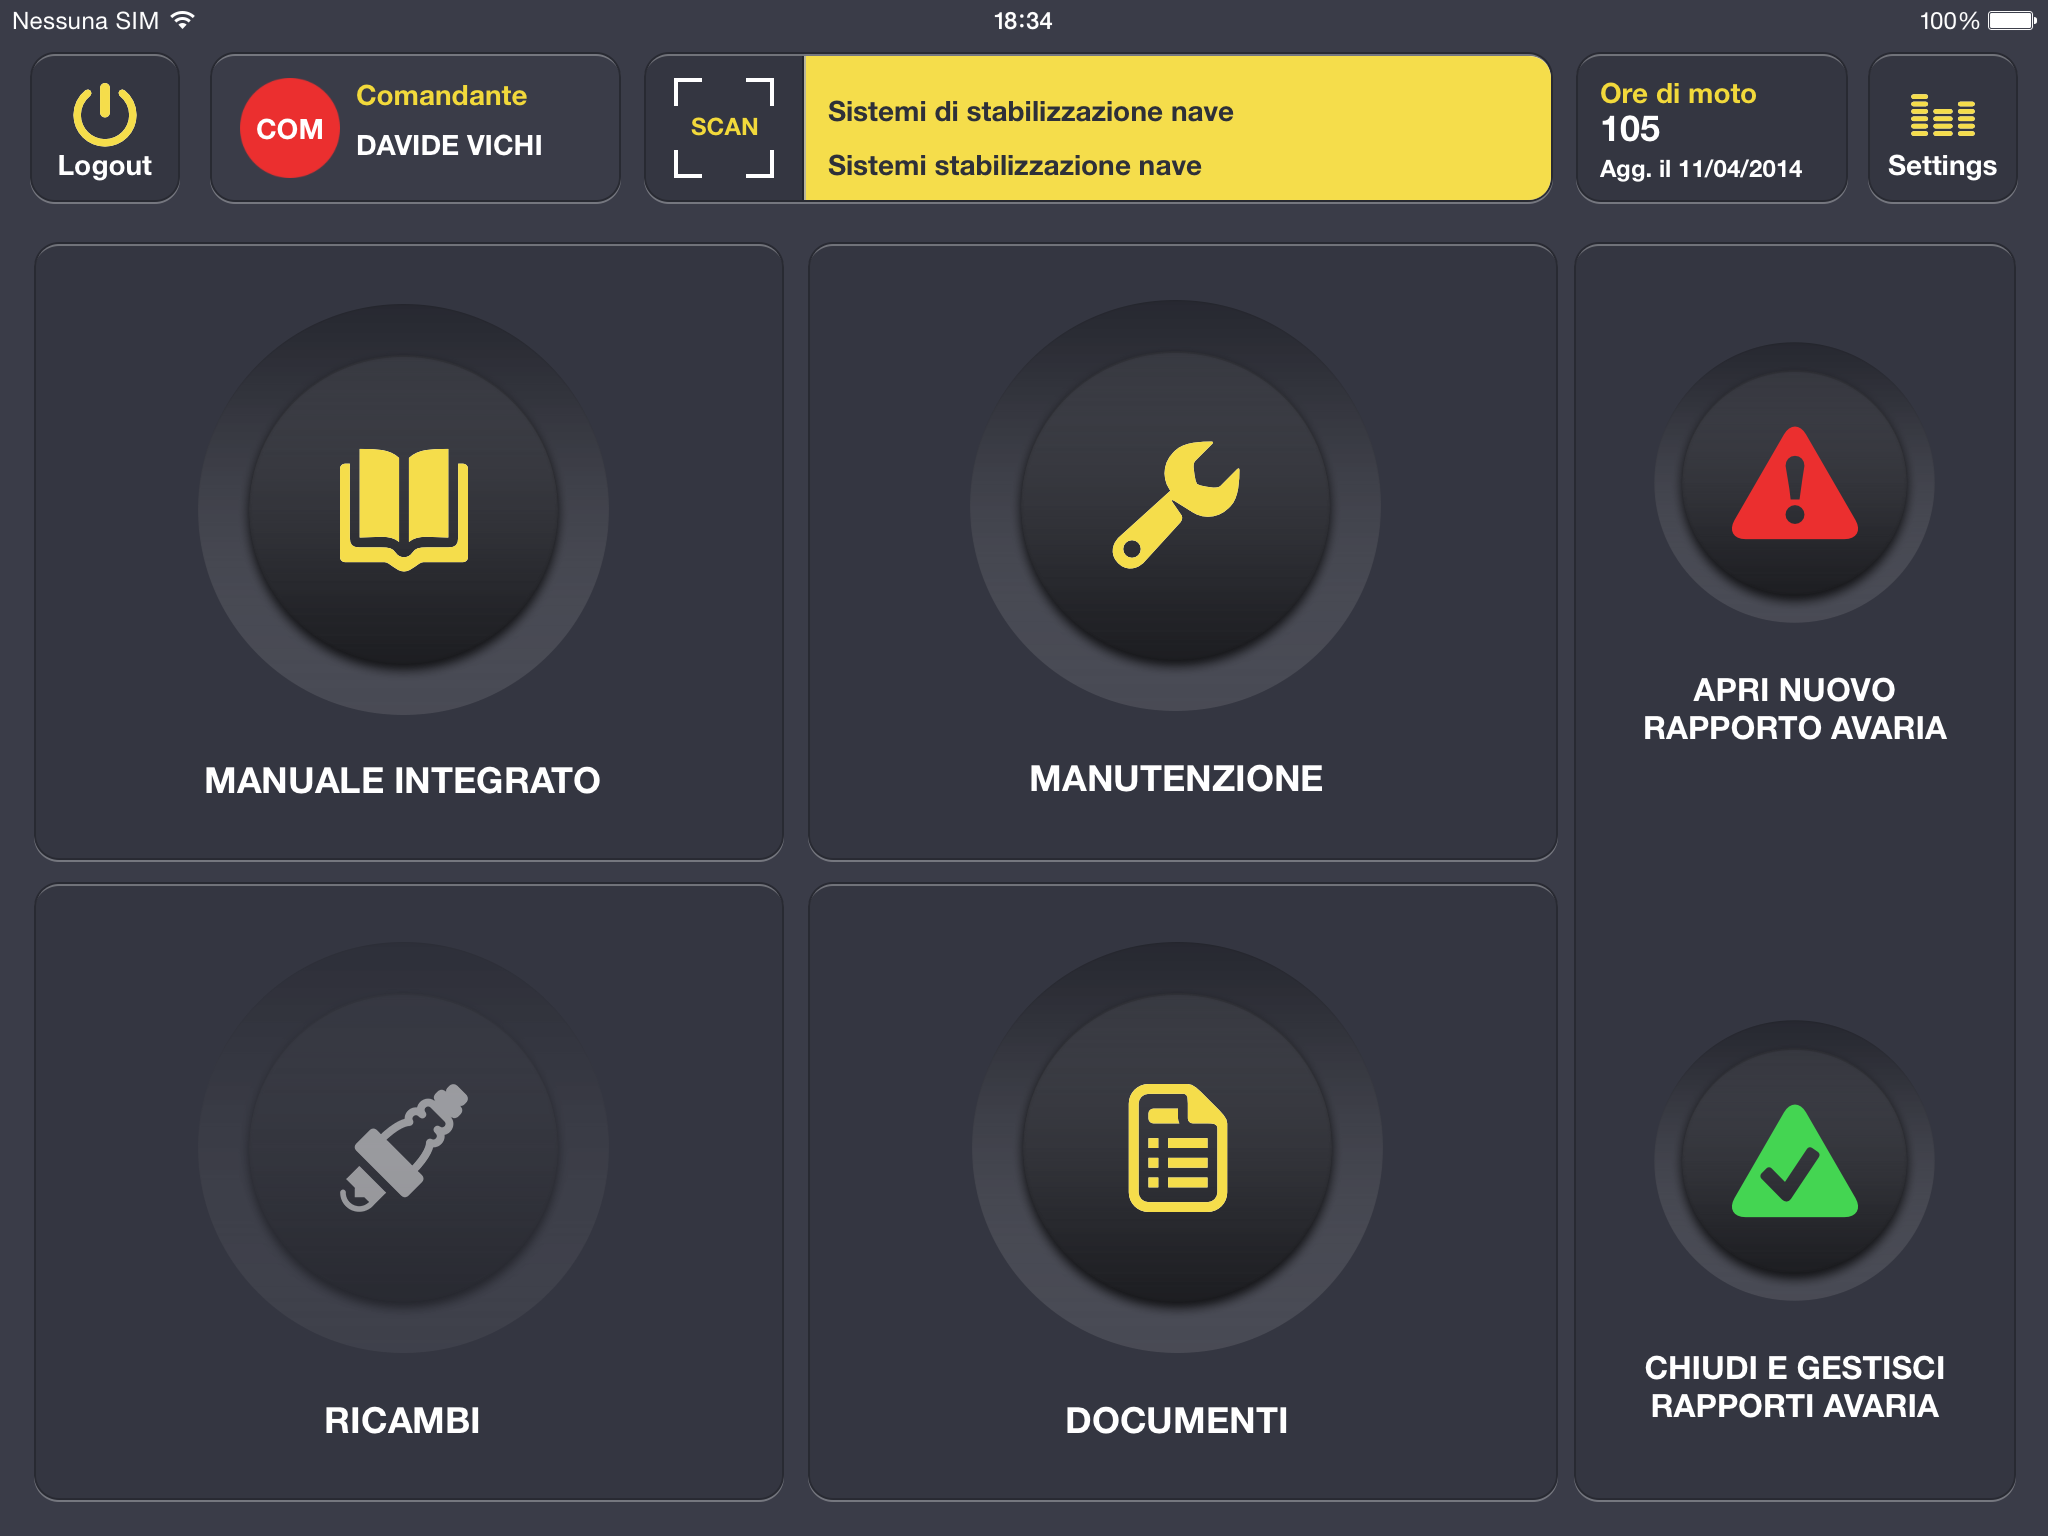 Nessuna SIM
18:34
100%
Logout
COM
Comandante
DAVIDE VICHI
SCAN
Sistemi di stabilizzazione nave
Sistemi stabilizzazione nave
Ore di moto
105
Agg. il 11/04/2014
Settings
MANUALE INTEGRATO
MANUTENZIONE
APRI NUOVO
RAPPORTO AVARIA
RICAMBI
DOCUMENTI
CHIUDI E GESTISCI
RAPPORTI AVARIA